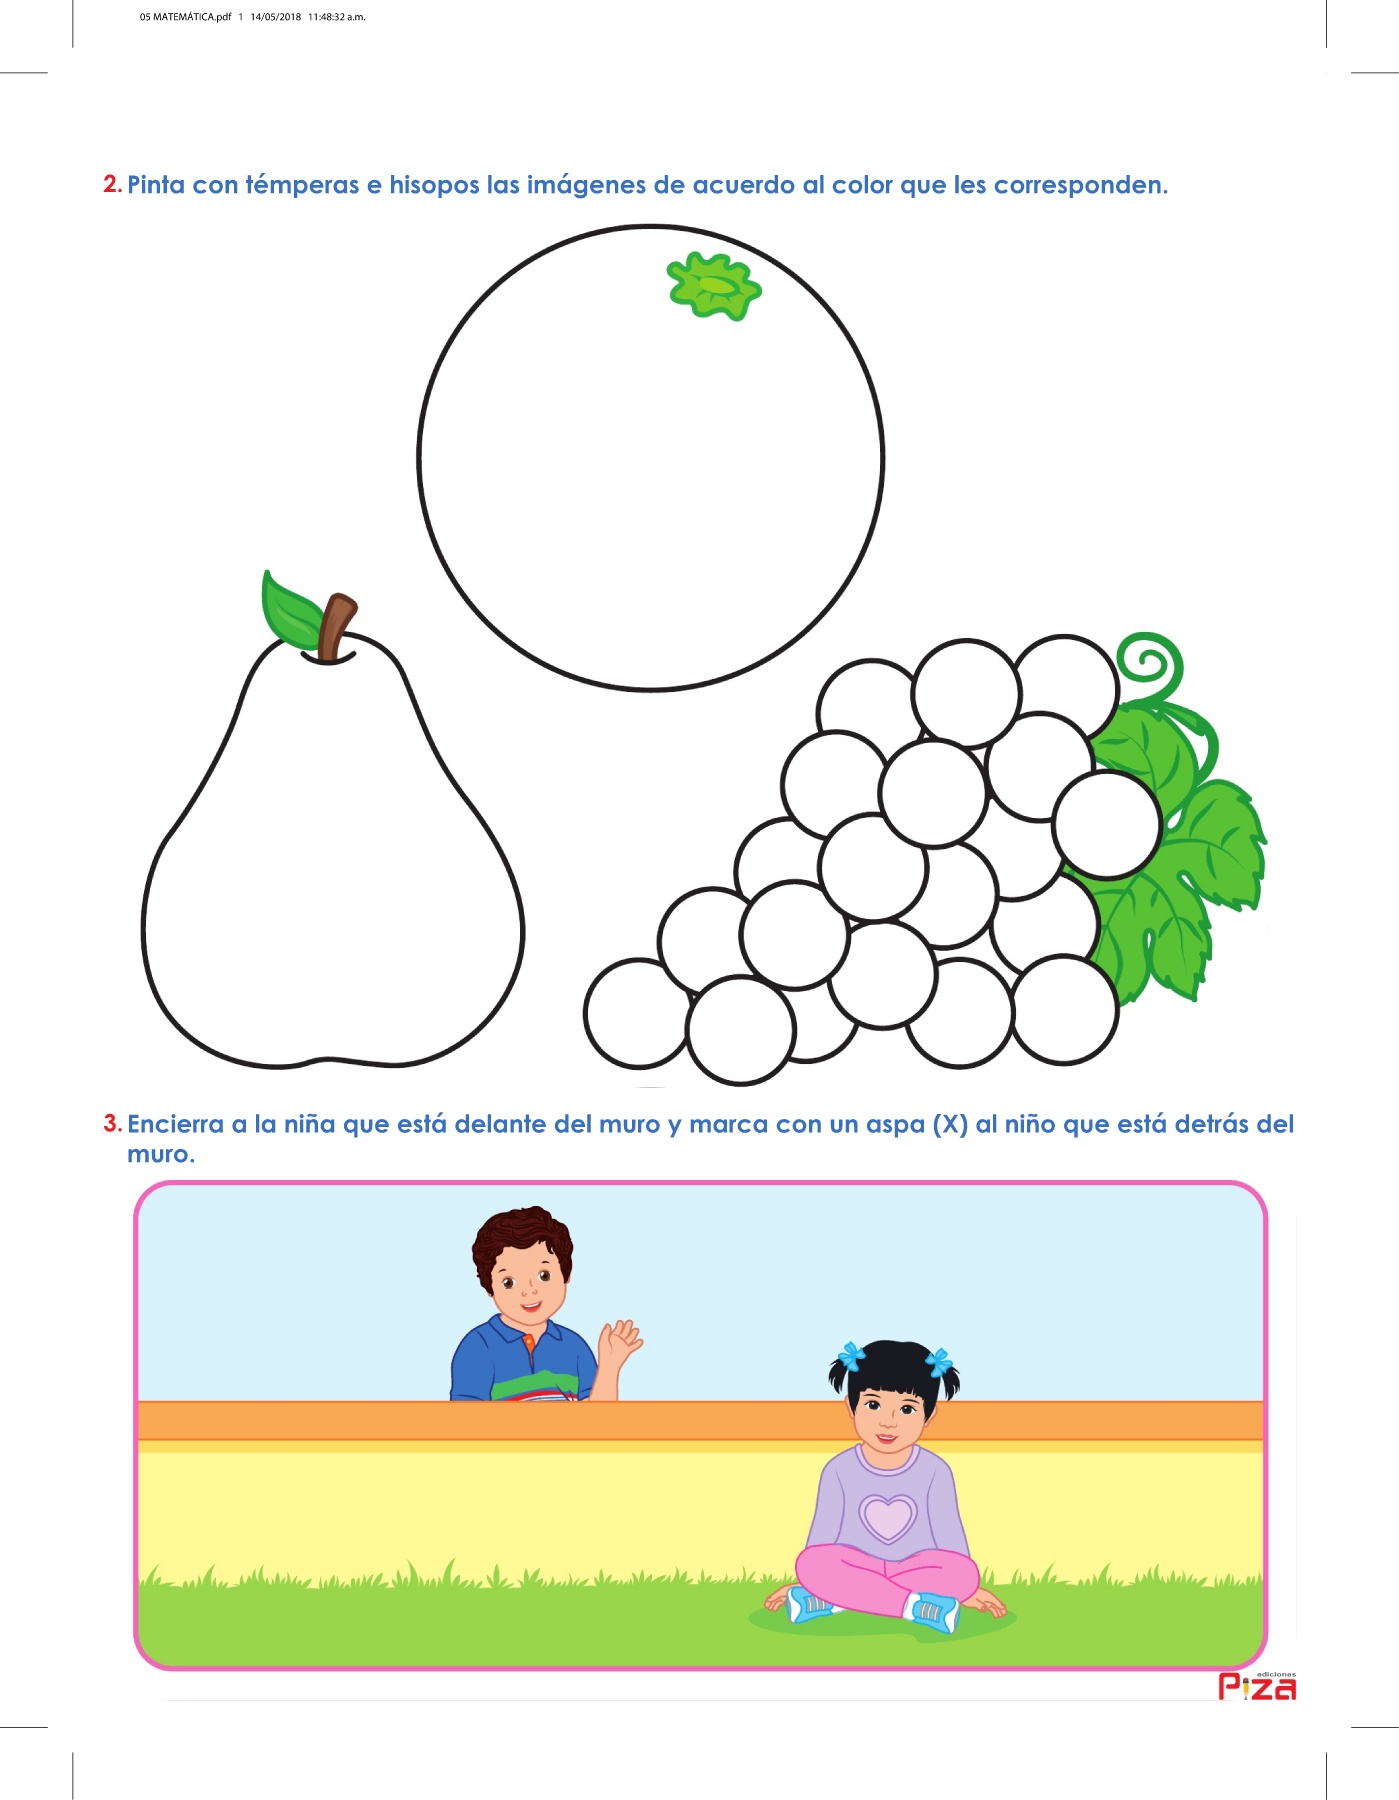 05 MATEMÁTICA.pdf 1 14/05/2018 11:48:32 a.m.
2. Pinta con témperas e hisopos las imágenes de acuerdo al color que les corresponden.
3. Encierra a la niña que está delante del muro y marca con un aspa (X) al niño que está detrás del
muro.
ediciones
Piza